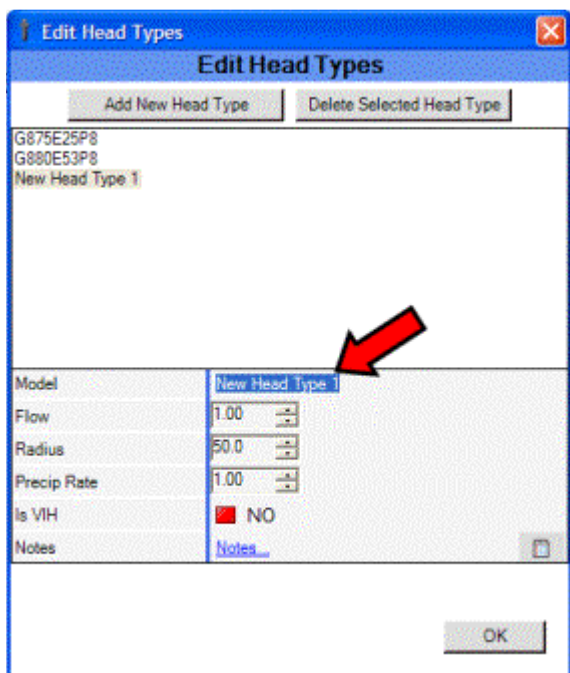 Edit Head Types
Edit Head Types
Add New Head Type Delete Selected Head Type
G875E25P8
G880E53P8
New Head Type 1
Model New Head Type 1
Flow 1.00
Radius 50.0
Precip Rate 1.00
Is VIH NO
Notes Notes...
OK